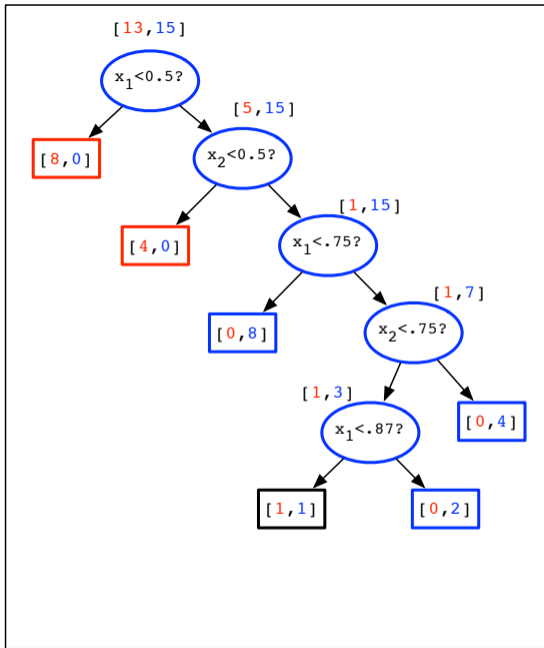 [13,15]
x1<0.5?
[5,15]
[8,0]
x2<0.5?
[1,15]
[4,0]
x1<.75?
[1,7]
[0,8]
x2<.75?
[1,3]
[0,4]
x1<.87?
[1,1]
[0,2]